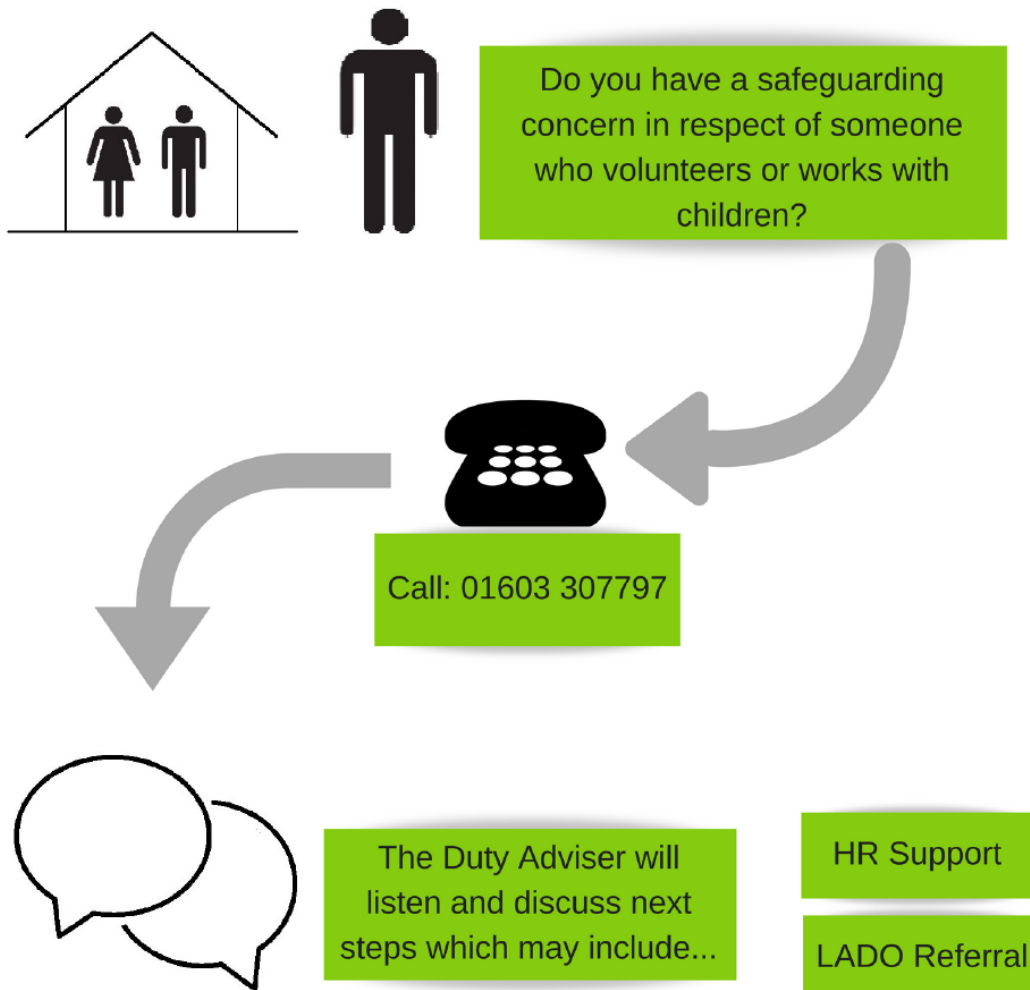 Do you have a safeguarding
concern in respect of someone
who volunteers or works with
children?
Call: 01603 307797
The Duty Adviser will
listen and discuss next
steps which may include...
HR Support
LADO Referral